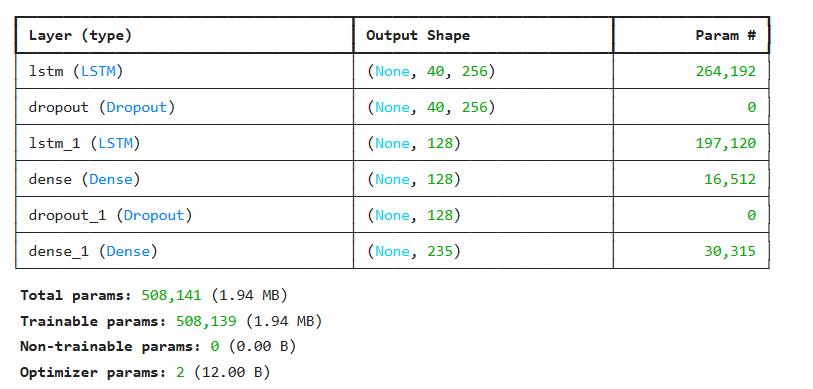 Layer (type) Output Shape Param #
lstm (LSTM) (None, 40, 256) 264,192
dropout (Dropout) (None, 40, 256) 0
lstm_1 (LSTM) (None, 128) 197,120
dense (Dense) (None, 128) 16,512
dropout_1 (Dropout) (None, 128) 0
dense_1 (Dense) (None, 235) 30,315
Total params: 508,141 (1.94 MB)
Trainable params: 508,139 (1.94 MB)
Non-trainable params: 0 (0.00 B)
Optimizer params: 2 (12.00 B)